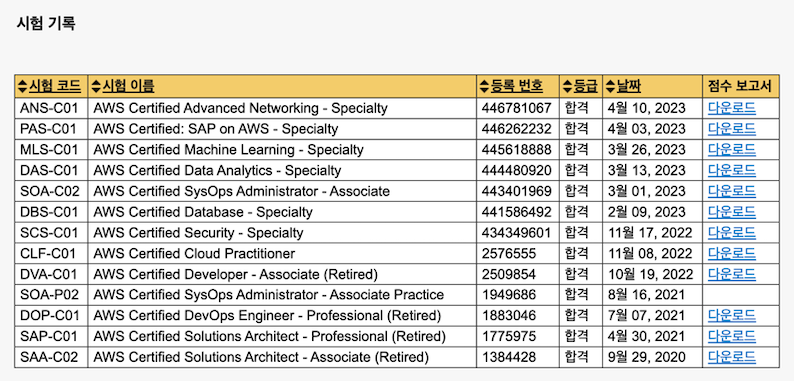 시험 기록
시험 코드 시험 이름 등록 번호 등급 날짜 점수 보고서
ANS-C01 AWS Certified Advanced Networking - Specialty 446781067 합격 4월 10, 2023 다운로드
PAS-C01 AWS Certified: SAP on AWS - Specialty 446262232 합격 4월 03, 2023 다운로드
MLS-C01 AWS Certified Machine Learning - Specialty 445618888 합격 3월 26, 2023 다운로드
DAS-C01 AWS Certified Data Analytics - Specialty 444480920 합격 3월 13, 2023 다운로드
SOA-C02 AWS Certified SysOps Administrator - Associate 443401969 합격 3월 01, 2023 다운로드
DBS-C01 AWS Certified Database - Specialty 441586492 합격 2월 09, 2023 다운로드
SCS-C01 AWS Certified Security - Specialty 434349601 합격 11월 17, 2022 다운로드
CLF-C01 AWS Certified Cloud Practitioner 2576555 합격 11월 08, 2022 다운로드
DVA-C01 AWS Certified Developer - Associate (Retired) 2509854 합격 10월 19, 2022 다운로드
SOA-P02 AWS Certified SysOps Administrator - Associate Practice 1949686 합격 8월 16, 2021
DOP-C01 AWS Certified DevOps Engineer - Professional (Retired) 1883046 합격 7월 07, 2021 다운로드
SAP-C01 AWS Certified Solutions Architect - Professional (Retired) 1775975 합격 4월 30, 2021 다운로드
SAA-C02 AWS Certified Solutions Architect - Associate (Retired) 1384428 합격 9월 29, 2020 다운로드